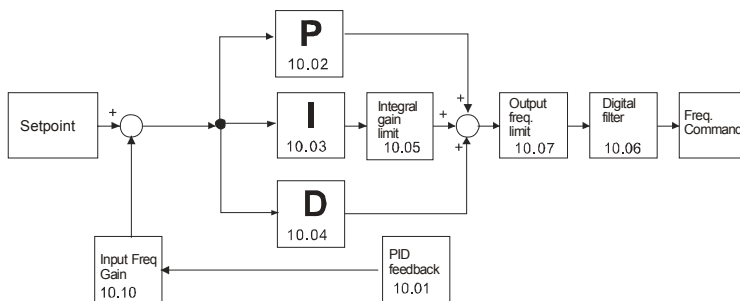 P
10.02
Setpoint
+
I
10.03
Integral
gain
limit
10.05
+
+
+
Output
freq.
limit
10.07
Digital
filter
10.06
Freq.
Command
D
10.04
Input Freq
Gain
10.10
PID
feedback
10.01